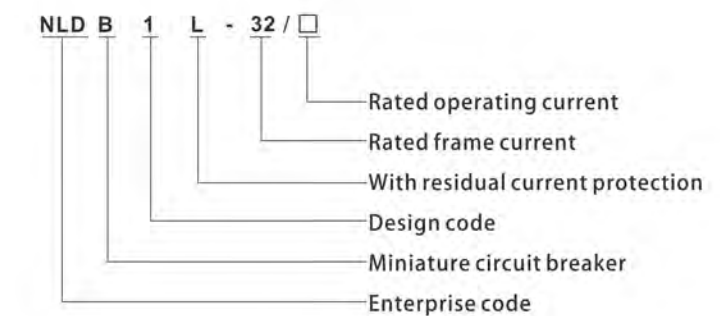 NLD B 1 L - 32 / □
Rated operating current
Rated frame current
With residual current protection
Design code
Miniature circuit breaker
Enterprise code